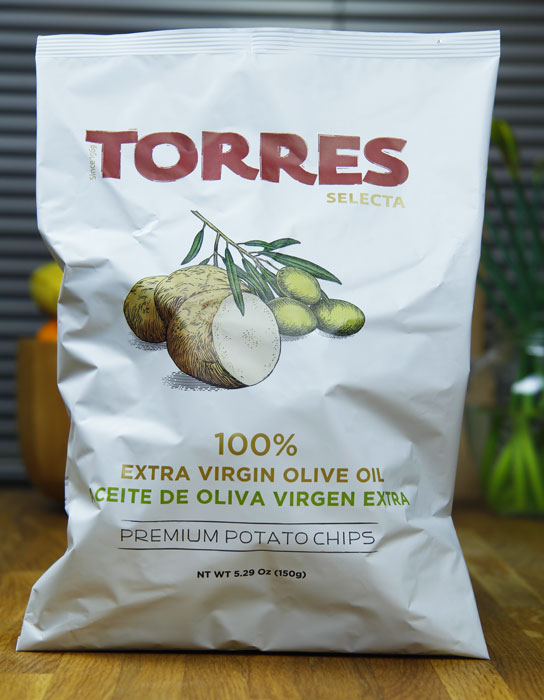 Since
TORRES
SELECTA
100%
EXTRA VIRGIN OLIVE OIL
ACEITE DE OLIVA VIRGEN EXTRA
PREMIUM POTATO CHIPS
NT WT 5.29 Oz (150g)